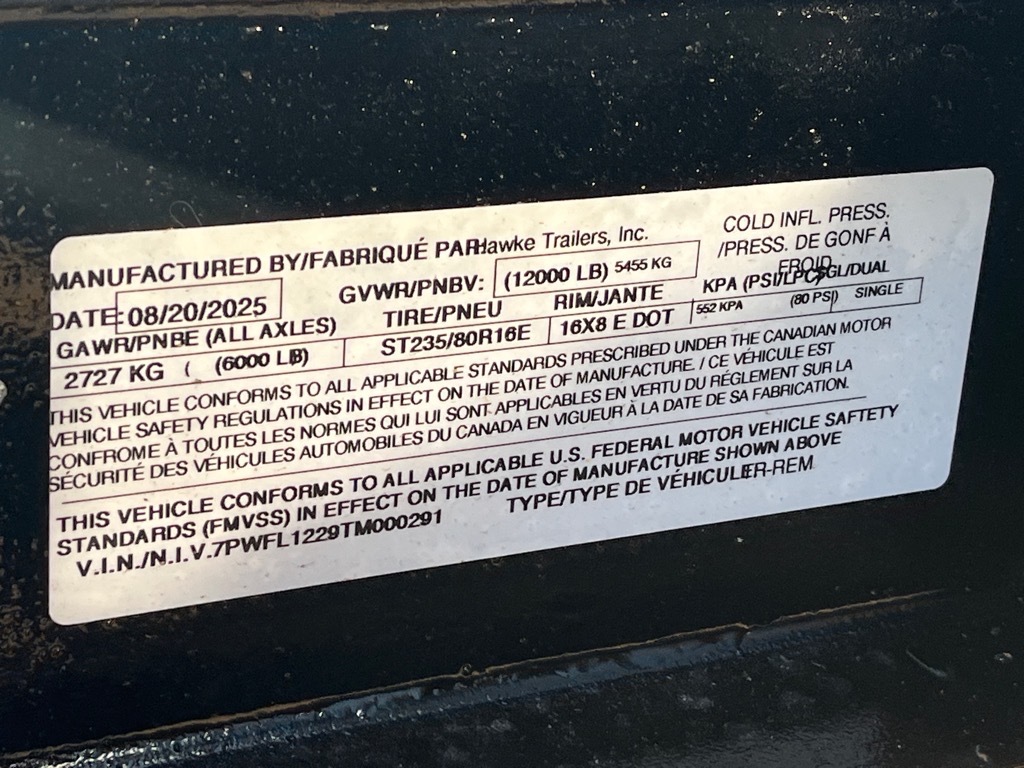 MANUFACTURED BY/FABRIQUÉ PAR Hawke Trailers, Inc.
COLD INFL. PRESS.
/PRESS. DE GONF À
FROID
DATE: 08/20/2025
GVWR/PNBV: (12000 LB) 5455 KG
KPA (PSI/LPC) SGL/DUAL
GAWR/PNBE (ALL AXLES) TIRE/PNEU RIM/JANTE
2727 KG ( (6000 LB) ST235/80R16E 16X8 E DOT 552 KPA (80 PSI) SINGLE
THIS VEHICLE CONFORMS TO ALL APPLICABLE STANDARDS PRESCRIBED UNDER THE CANADIAN MOTOR
VEHICLE SAFETY REGULATIONS IN EFFECT ON THE DATE OF MANUFACTURE. / CE VÉHICULE EST
CONFROME À TOUTES LES NORMES QUI LUI SONT APPLICABLES EN VERTU DU RÉGLEMENT SUR LA
SÉCURITÉ DES VÉHICULES AUTOMOBILES DU CANADA EN VIGUEUR À LA DATE DE SA FABRICATION.
THIS VEHICLE CONFORMS TO ALL APPLICABLE U.S. FEDERAL MOTOR VEHICLE SAFTETY
STANDARDS (FMVSS) IN EFFECT ON THE DATE OF MANUFACTURE SHOWN ABOVE
V.I.N./N.I.V.7PWFL1229TM000291 TYPE/TYPE DE VÉHICULE